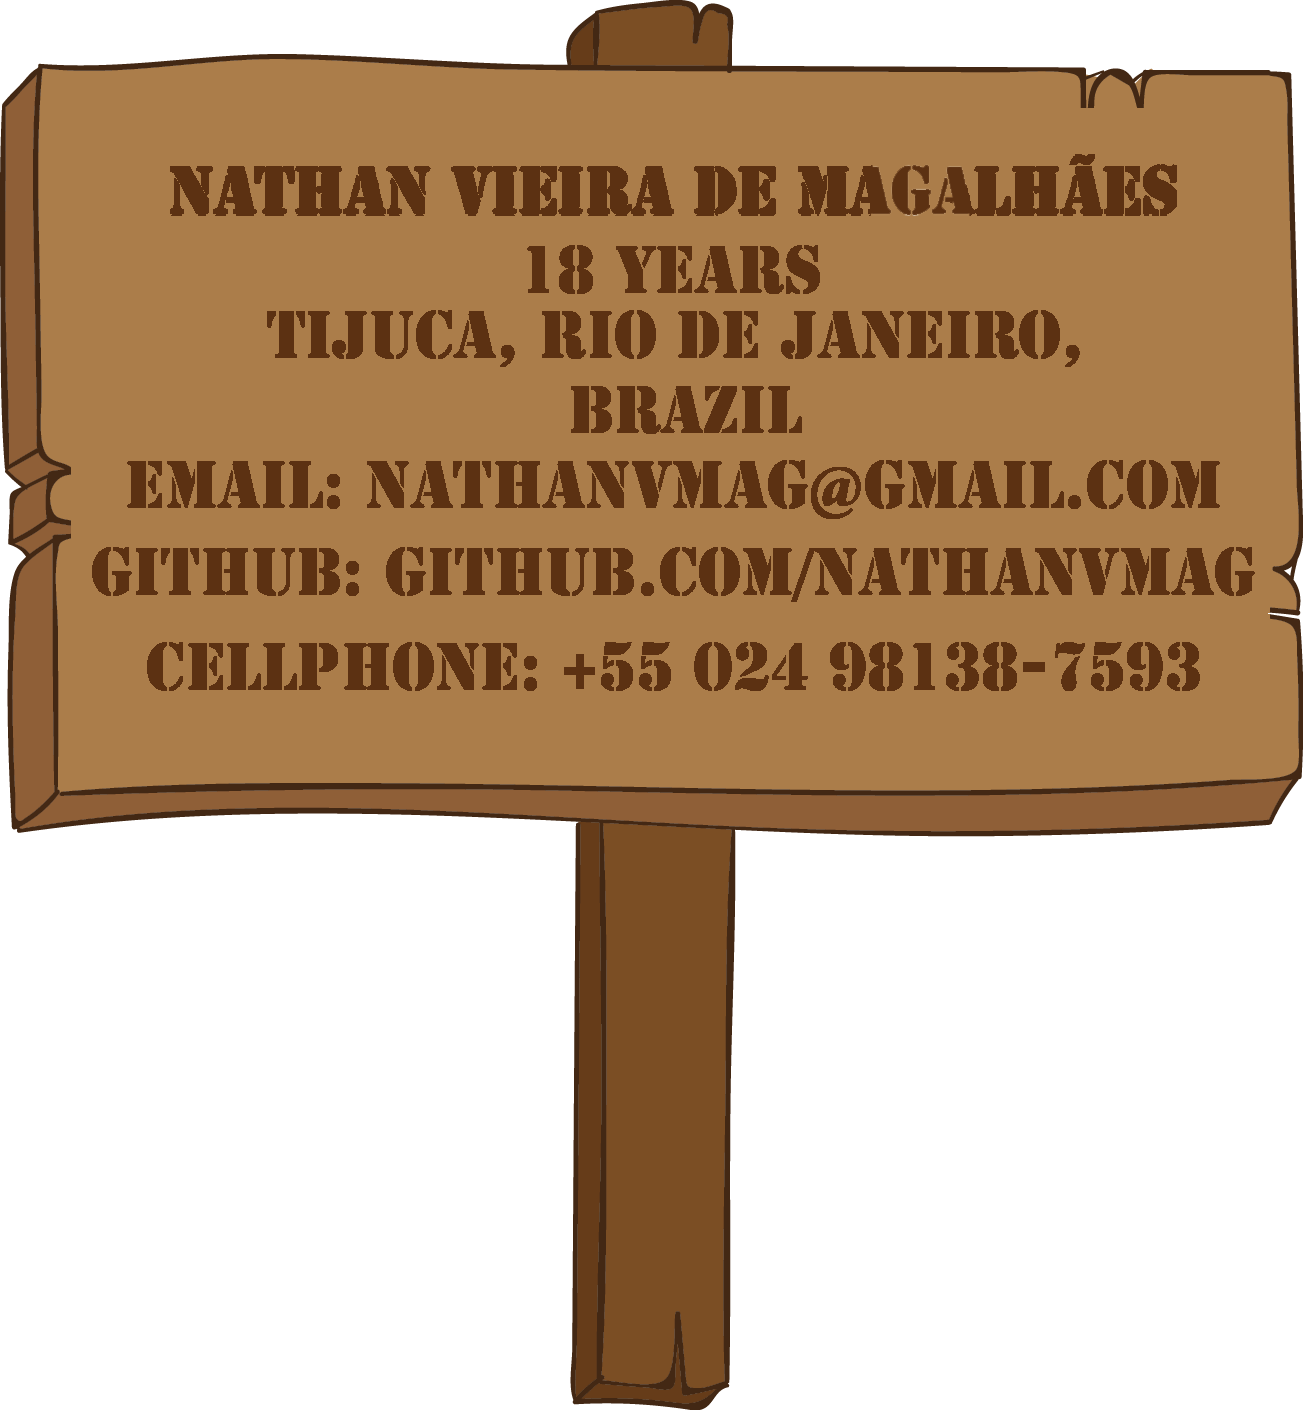 NATHAN VIEIRA DE MAGALHÃES
18 YEARS
TIJUCA, RIO DE JANEIRO,
BRAZIL
EMAIL: NATHANVMAG@GMAIL.COM
GITHUB: GITHUB.COM/NATHANVMAG
CELLPHONE: +55 024 98138-7593